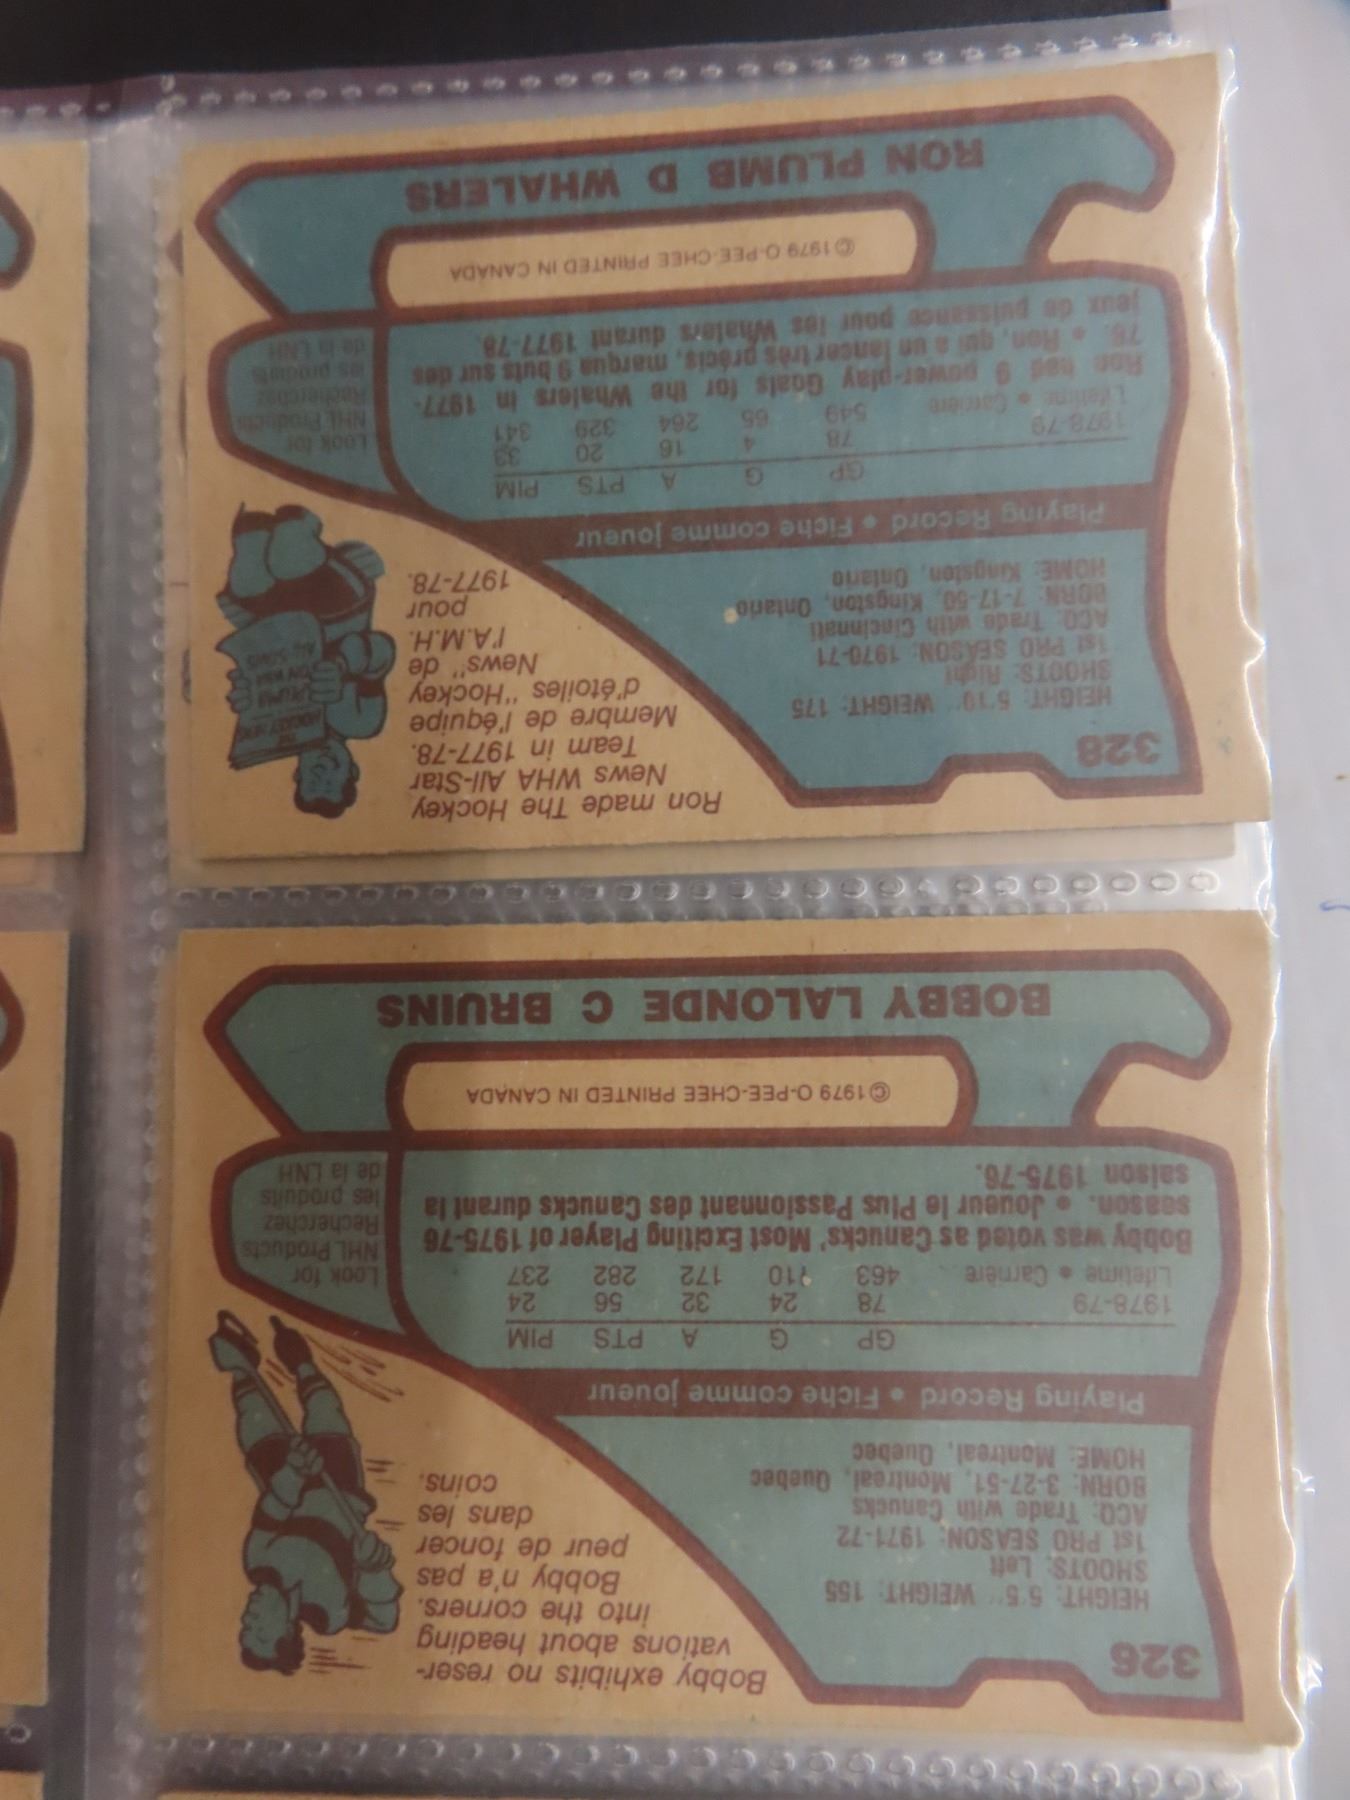 326
HEIGHT: 5'5" WEIGHT: 155
SHOOTS: Left
1st PRO SEASON: 1971-72
ACQ: Trade with Canucks
BORN: 3-27-51, Montreal, Quebec
HOME: Montreal, Quebec
Bobby exhibits no reser-
vations about heading
into the corners.
Bobby n'a pas
peur de foncer
dans les
coins.
Playing Record • Fiche comme joueur
GP G A PTS PIM
1978-79 78 24 32 56 24
Lifetime • Carrière 463 110 172 282 237
Bobby was voted as Canucks' Most Exciting Player of 1975-76
season. • Joueur le Plus Passionnant des Canucks durant la
saison 1975-76.
Look for
NHL Products
Recherchez
les produits
de la LNH
© 1979 O-PEE-CHEE PRINTED IN CANADA
BOBBY LALONDE C BRUINS
328
HEIGHT: 5'10" WEIGHT: 175
SHOOTS: Right
1st PRO SEASON: 1970-71
ACQ: Trade with Cincinnati
BORN: 7-17-50, Kingston, Ontario
HOME: Kingston, Ontario
Ron made The Hockey
News WHA All-Star
Team in 1977-78.
Membre de l'équipe
d'étoiles "Hockey
News" de
l'A.M.H.
pour
1977-78.
THE
HOCKEY NEWS
PLUMB
ON WHA
ALL-STARS
Playing Record • Fiche comme joueur
GP G A PTS PIM
1978-79 78 4 16 20 33
Lifetime • Carrière 549 65 264 329 341
Ron had 9 power-play Goals for the Whalers in 1977-
78. • Ron, qui a un lancer très précis, marqua 9 buts sur des
jeux de puissance pour les Whalers durant 1977-78.
Look for
NHL Products
Recherchez
les produits
de la LNH
© 1979 O-PEE-CHEE PRINTED IN CANADA
RON PLUMB D WHALERS